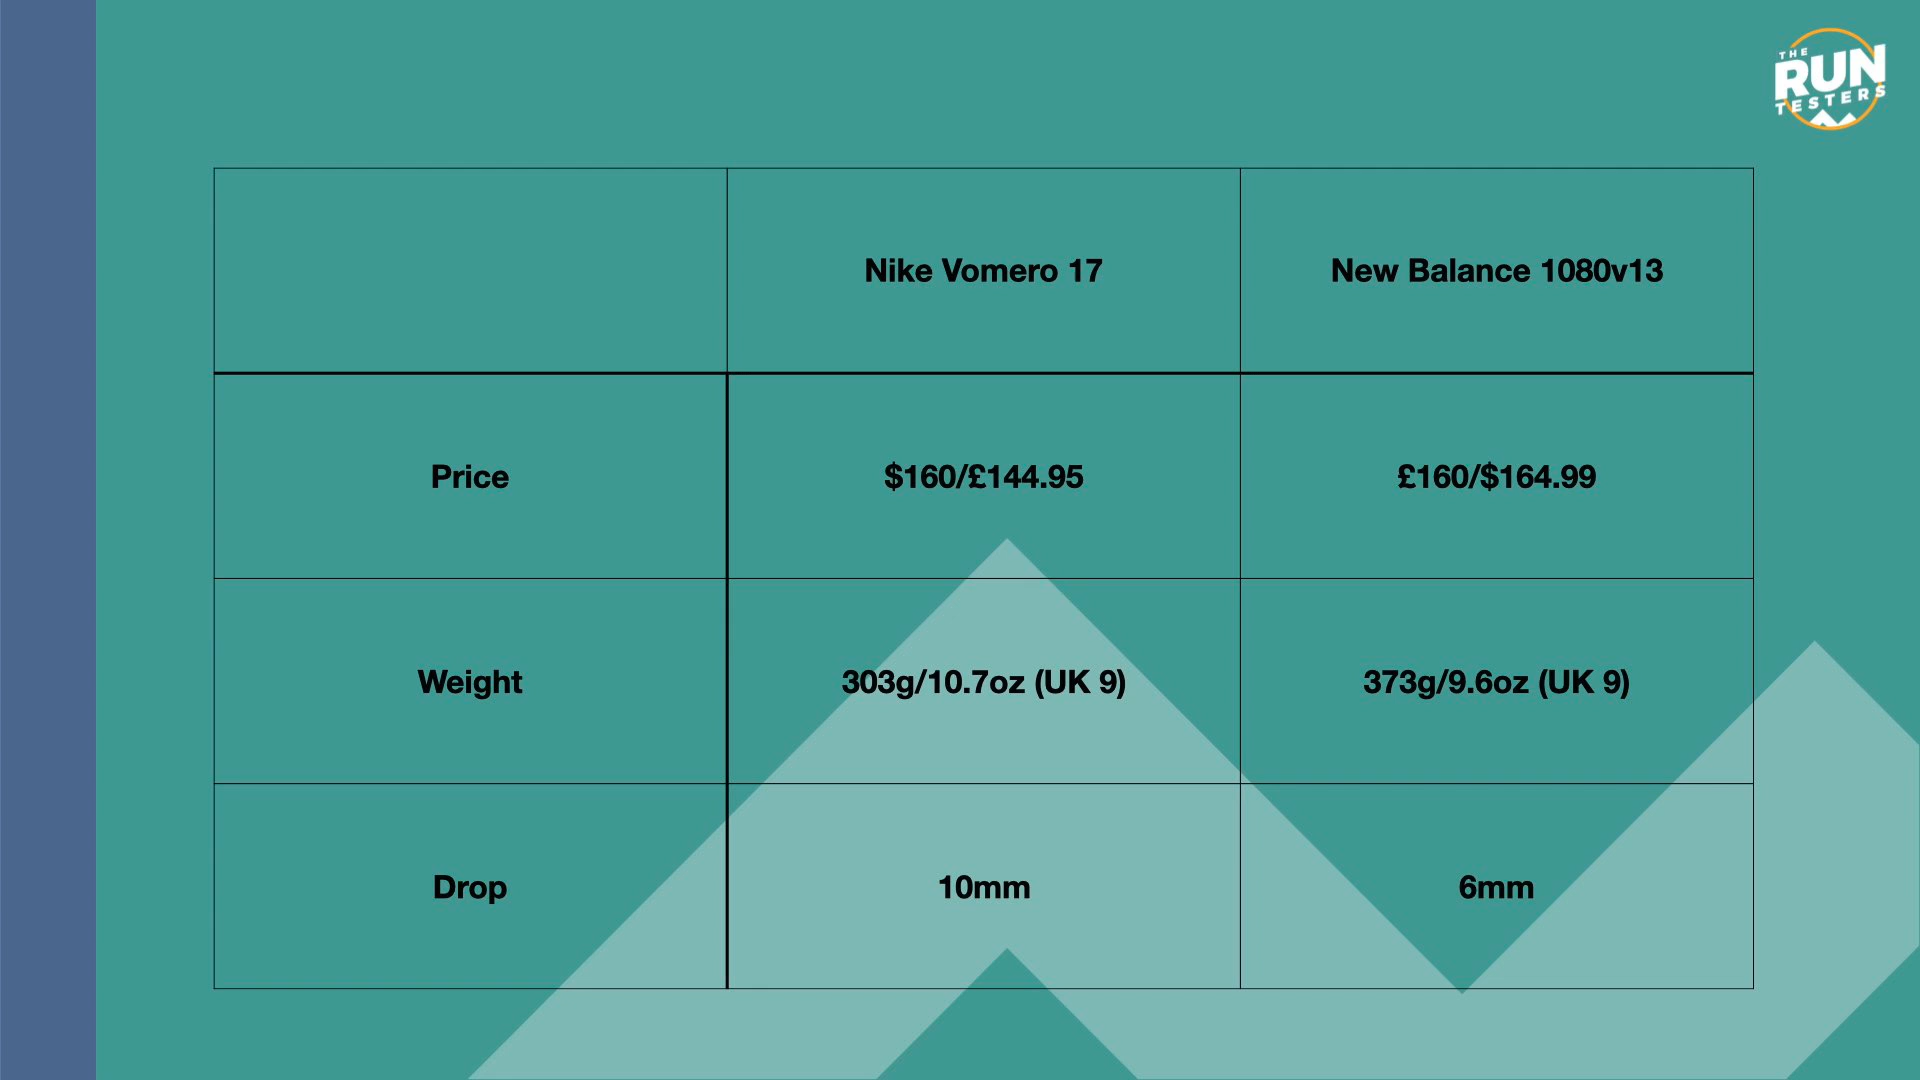 THE
RUN
TESTERS
Nike Vomero 17 New Balance 1080v13
Price $160/£144.95 £160/$164.99
Weight 303g/10.7oz (UK 9) 373g/9.6oz (UK 9)
Drop 10mm 6mm